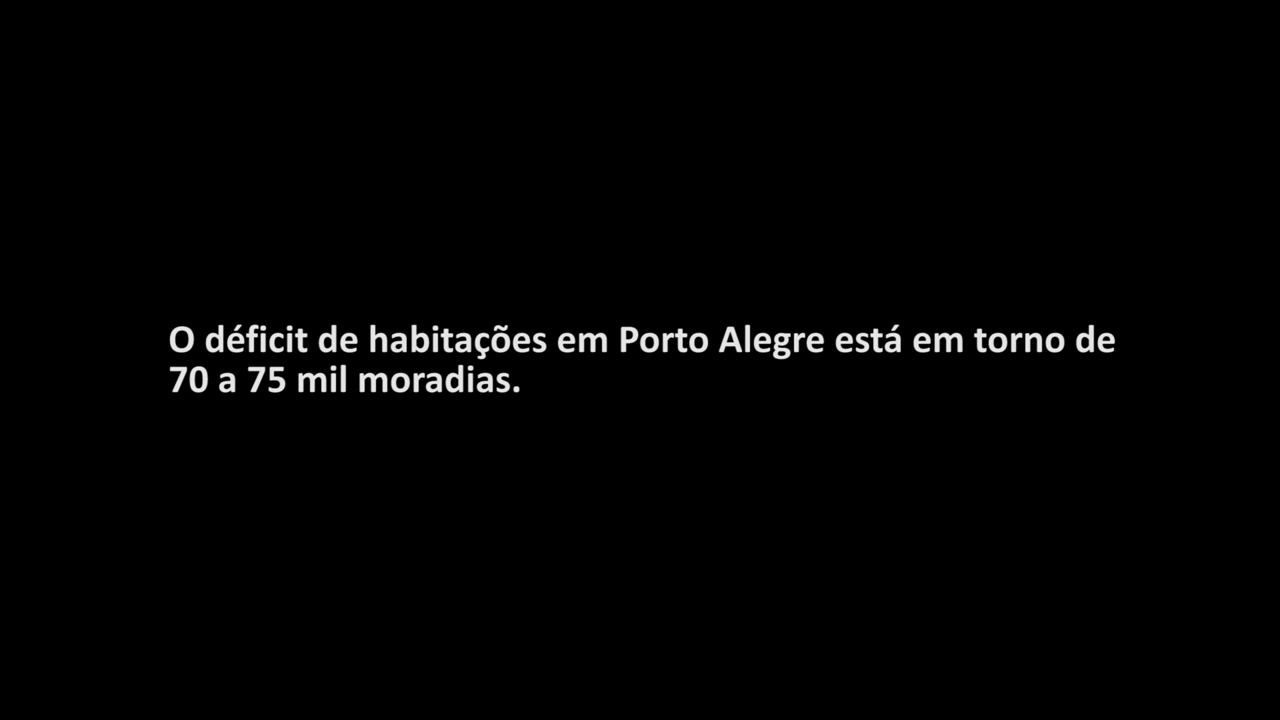 O déficit de habitações em Porto Alegre está em torno de
70 a 75 mil moradias.